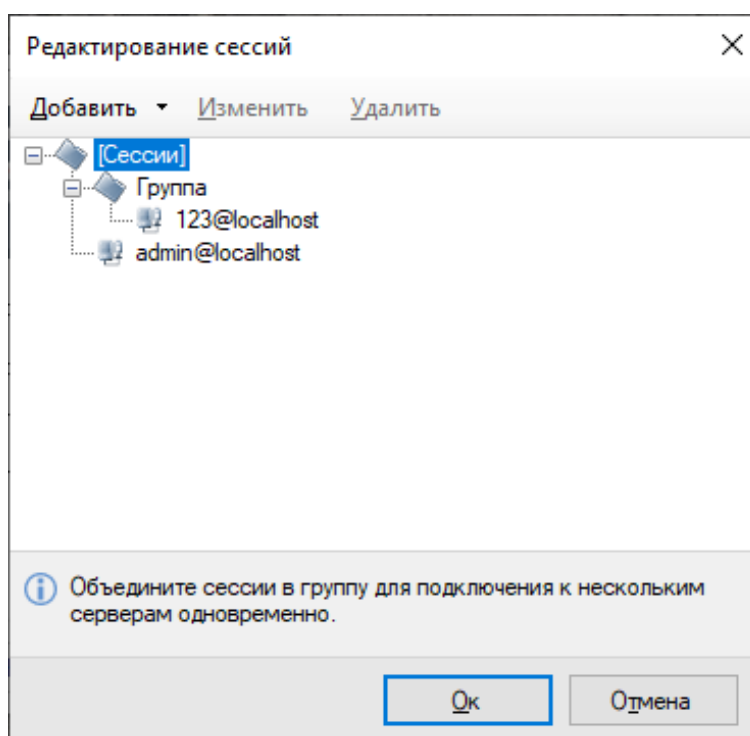 Редактирование сессий
Добавить Изменить Удалить
[Сессии]
Группа
123@localhost
admin@localhost
Объедините сессии в группу для подключения к нескольким
серверам одновременно.
Ок Отмена